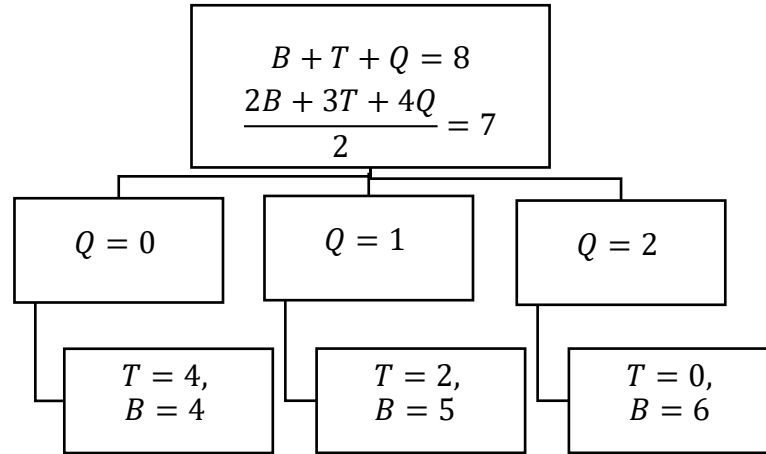 B + T + Q = 8
(2B + 3T + 4Q)/2 = 7
Q = 0
Q = 1
Q = 2
T = 4,
B = 4
T = 2,
B = 5
T = 0,
B = 6